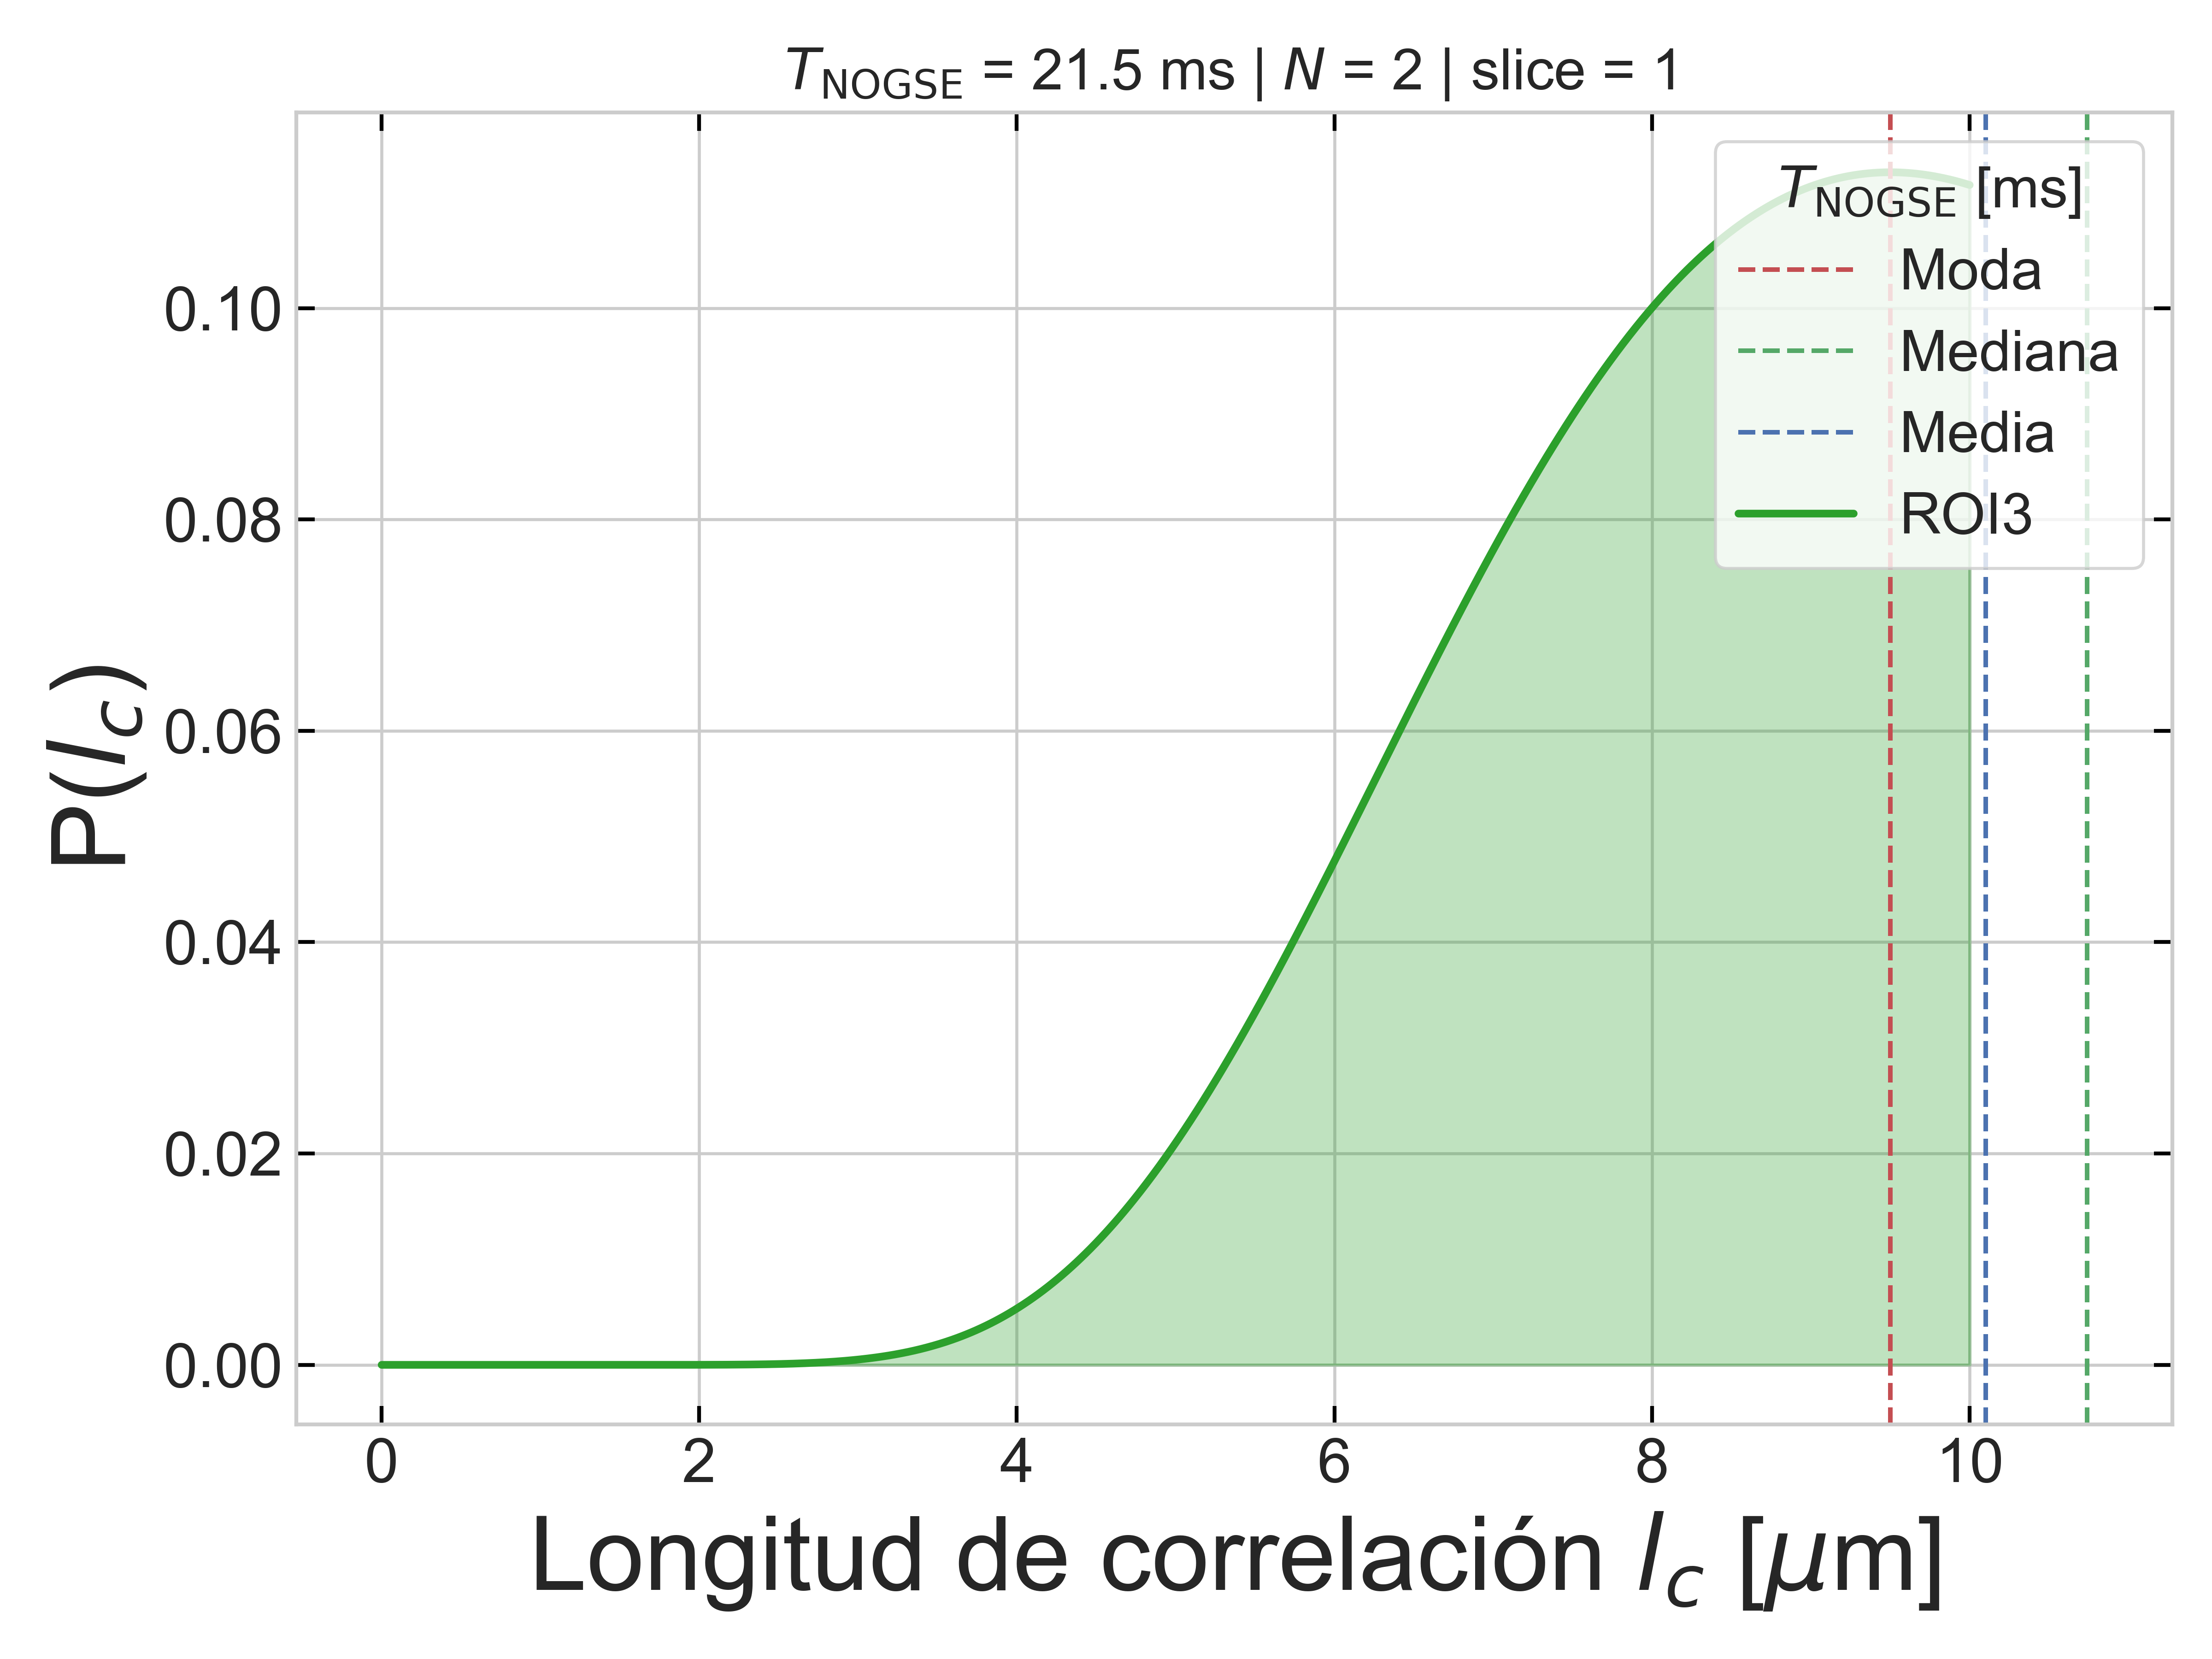 T_NOGSE = 21.5 ms | N = 2 | slice = 1
P(l_c)
0.10
0.08
0.06
0.04
0.02
0.00
T_NOGSE [ms]
Moda
Mediana
Media
ROI3
0 2 4 6 8 10
Longitud de correlación l_c [μm]